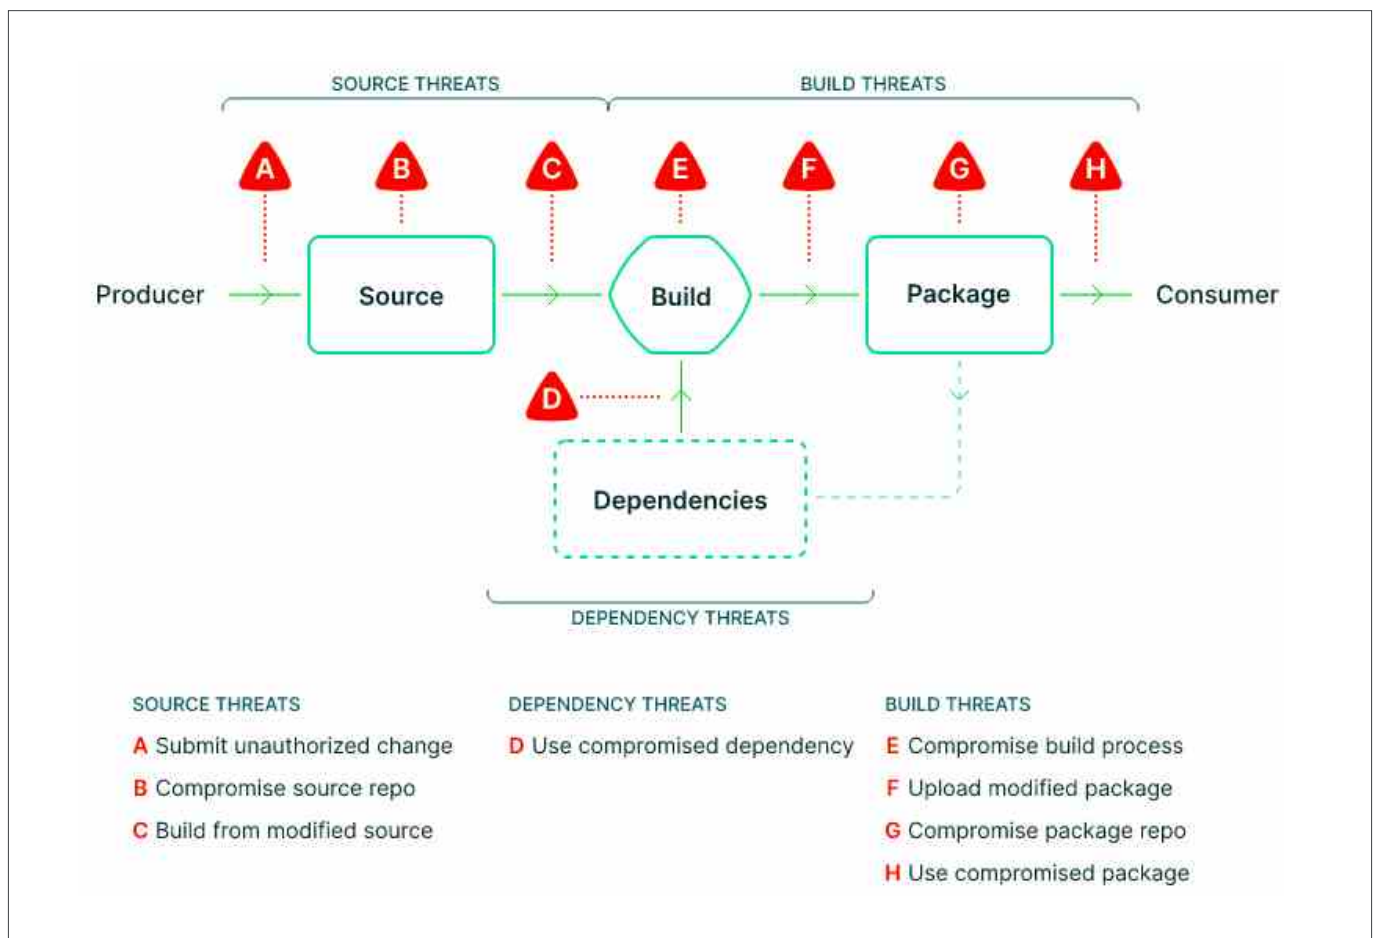 SOURCE THREATS
BUILD THREATS
A
B
C
E
F
G
H
Producer
Source
Build
Package
Consumer
D
Dependencies
DEPENDENCY THREATS
SOURCE THREATS
A Submit unauthorized change
B Compromise source repo
C Build from modified source
DEPENDENCY THREATS
D Use compromised dependency
BUILD THREATS
E Compromise build process
F Upload modified package
G Compromise package repo
H Use compromised package